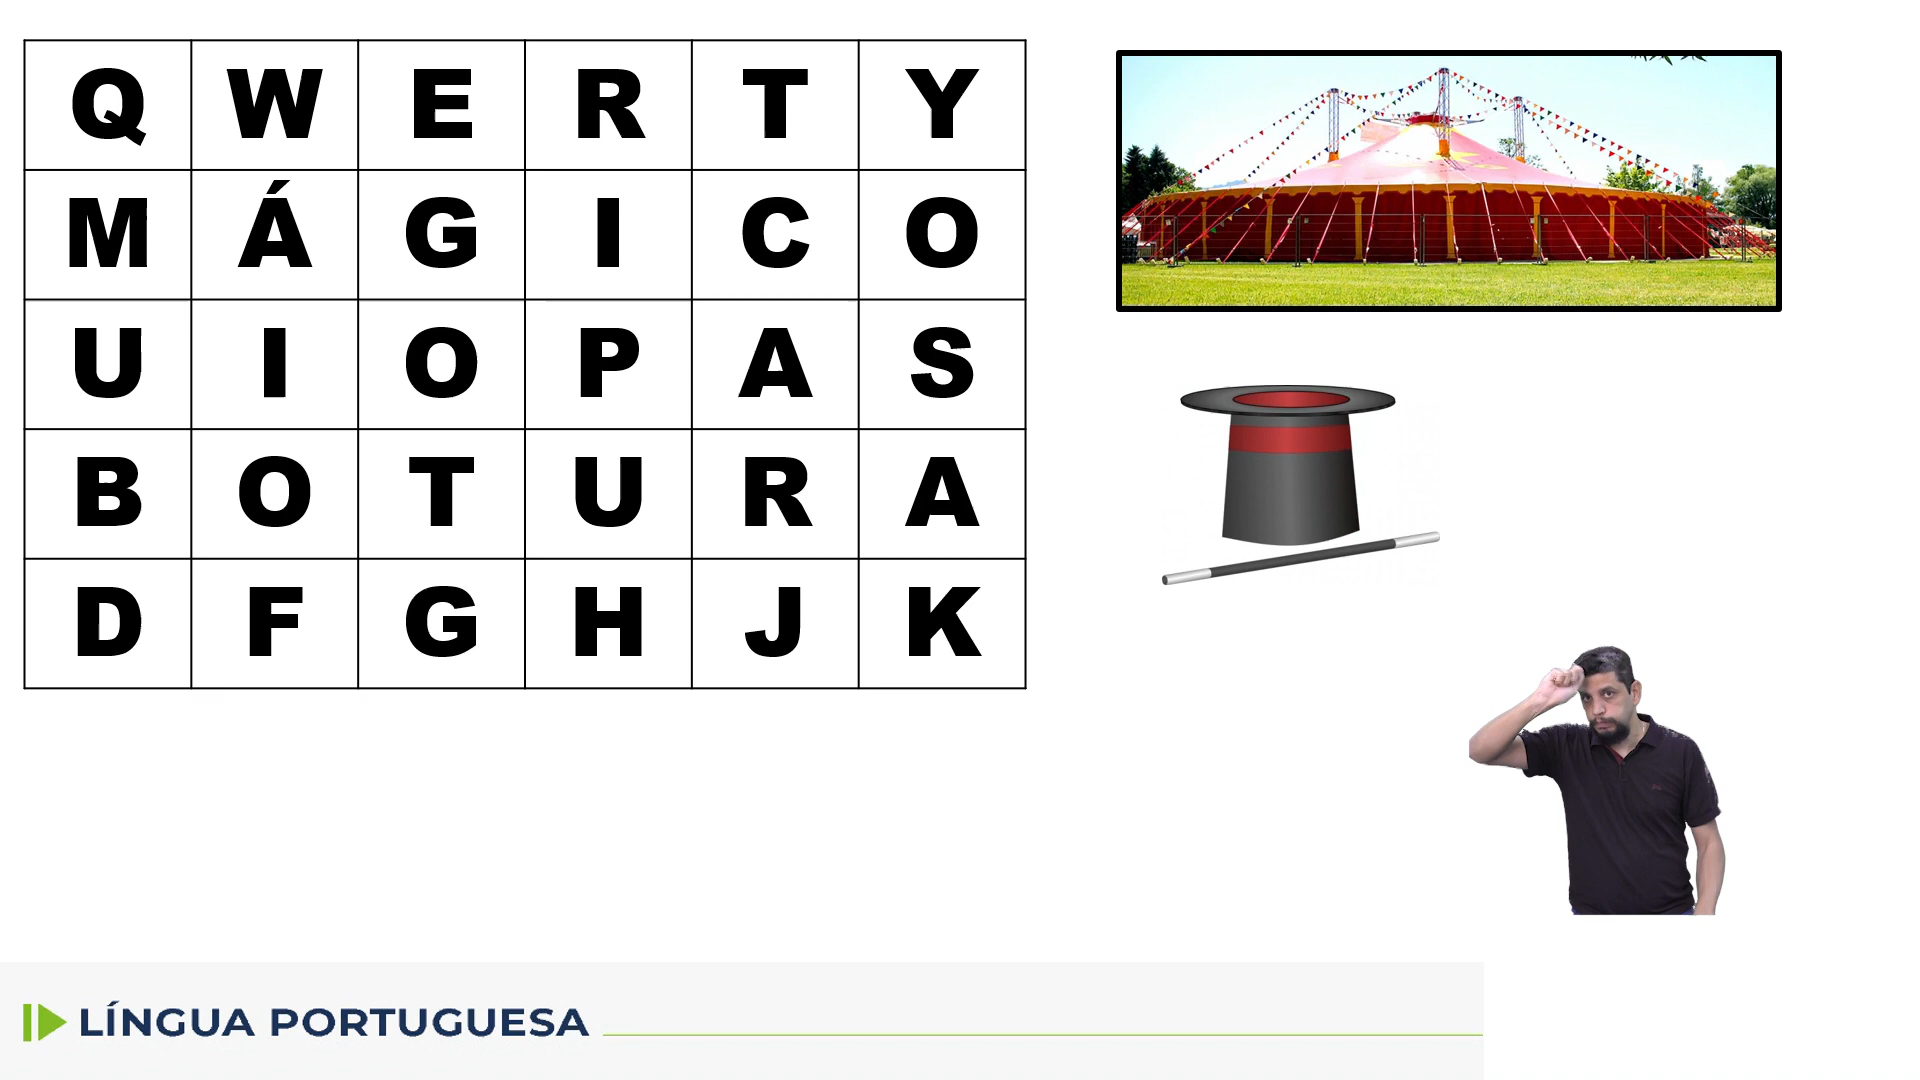 Q W E R T Y
M Á G I C O
U I O P A S
B O T U R A
D F G H J K
LÍNGUA PORTUGUESA